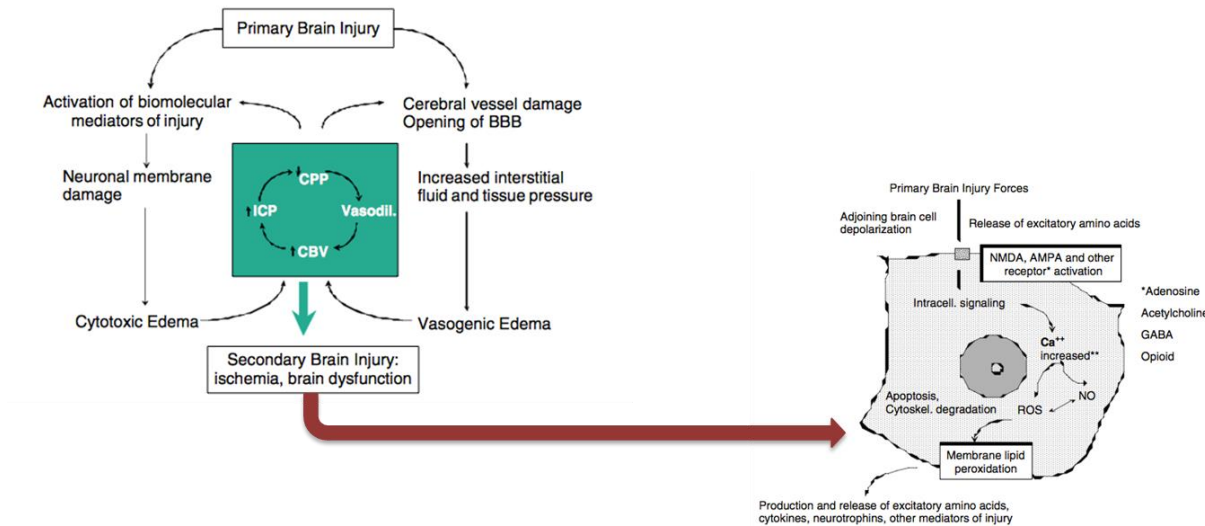 Primary Brain Injury
Activation of biomolecular
mediators of injury
Cerebral vessel damage
Opening of BBB
Neuronal membrane
damage
Increased interstitial
fluid and tissue pressure
↓CPP
↑ICP
Vasodil.
↑CBV
Cytotoxic Edema
Vasogenic Edema
Secondary Brain Injury:
ischemia, brain dysfunction
Primary Brain Injury Forces
Adjoining brain cell
depolarization
Release of excitatory amino acids
NMDA, AMPA and other
receptor* activation
*Adenosine
Acetylcholine
GABA
Opioid
Intracell. signaling
Ca++
increased**
Apoptosis,
Cytoskel. degradation
ROS
NO
Membrane lipid
peroxidation
Production and release of excitatory amino acids,
cytokines, neurotrophins, other mediators of injury